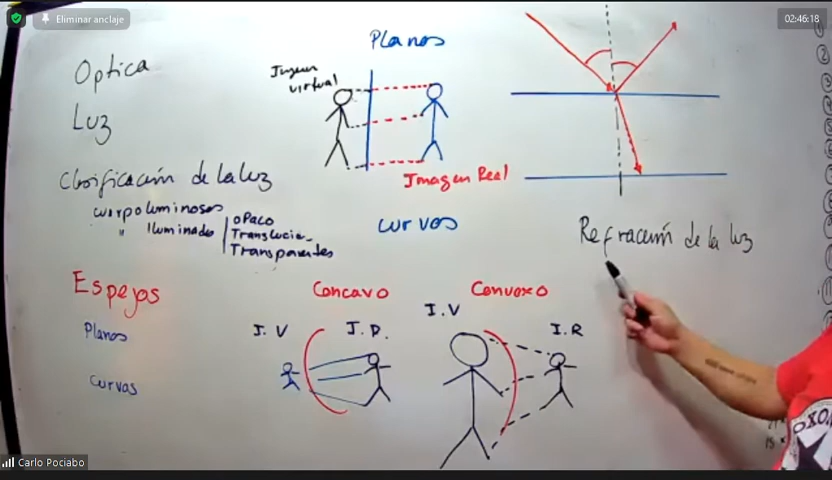 Eliminar anclaje
02:46:18
Optica
Luz
Clasificación de la luz
cuerpo luminosos
" Iluminado
opaco
Translucia-
Transparentes
Espejos
Planos
Curvas
Planos
Imagen
virtual
Imagen Real
curvos
Concavo
I. V
I. D.
Convexo
I. V
I. R
Refracción de la luz
Carlo Pociabo